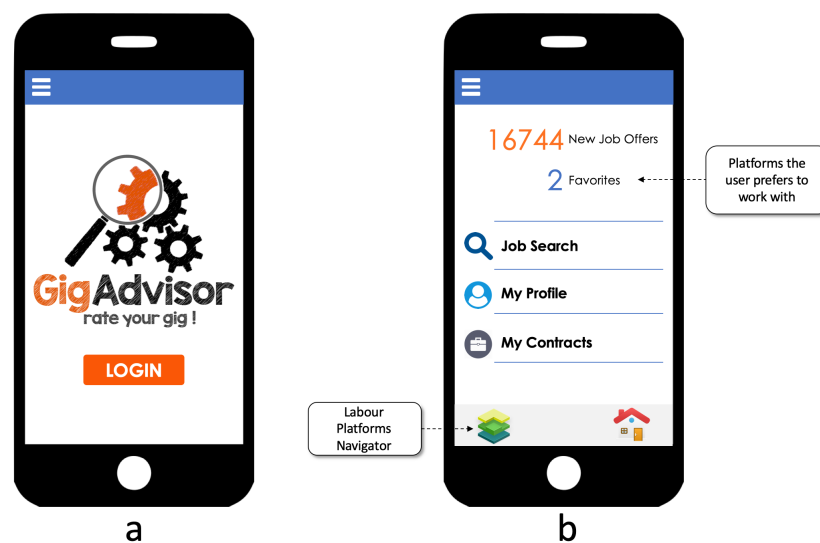 GigAdvisor
rate your gig !
LOGIN
a
16744 New Job Offers
2 Favorites
Platforms the
user prefers to
work with
Job Search
My Profile
My Contracts
Labour
Platforms
Navigator
b